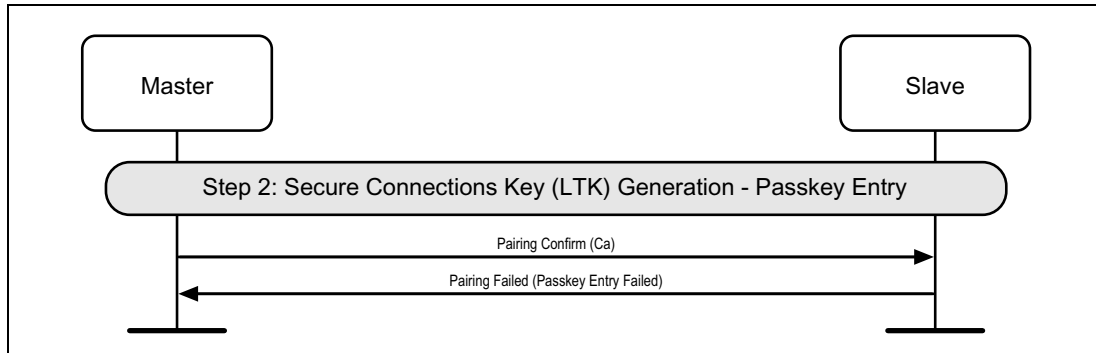 Master
Slave
Step 2: Secure Connections Key (LTK) Generation - Passkey Entry
Pairing Confirm (Ca)
Pairing Failed (Passkey Entry Failed)